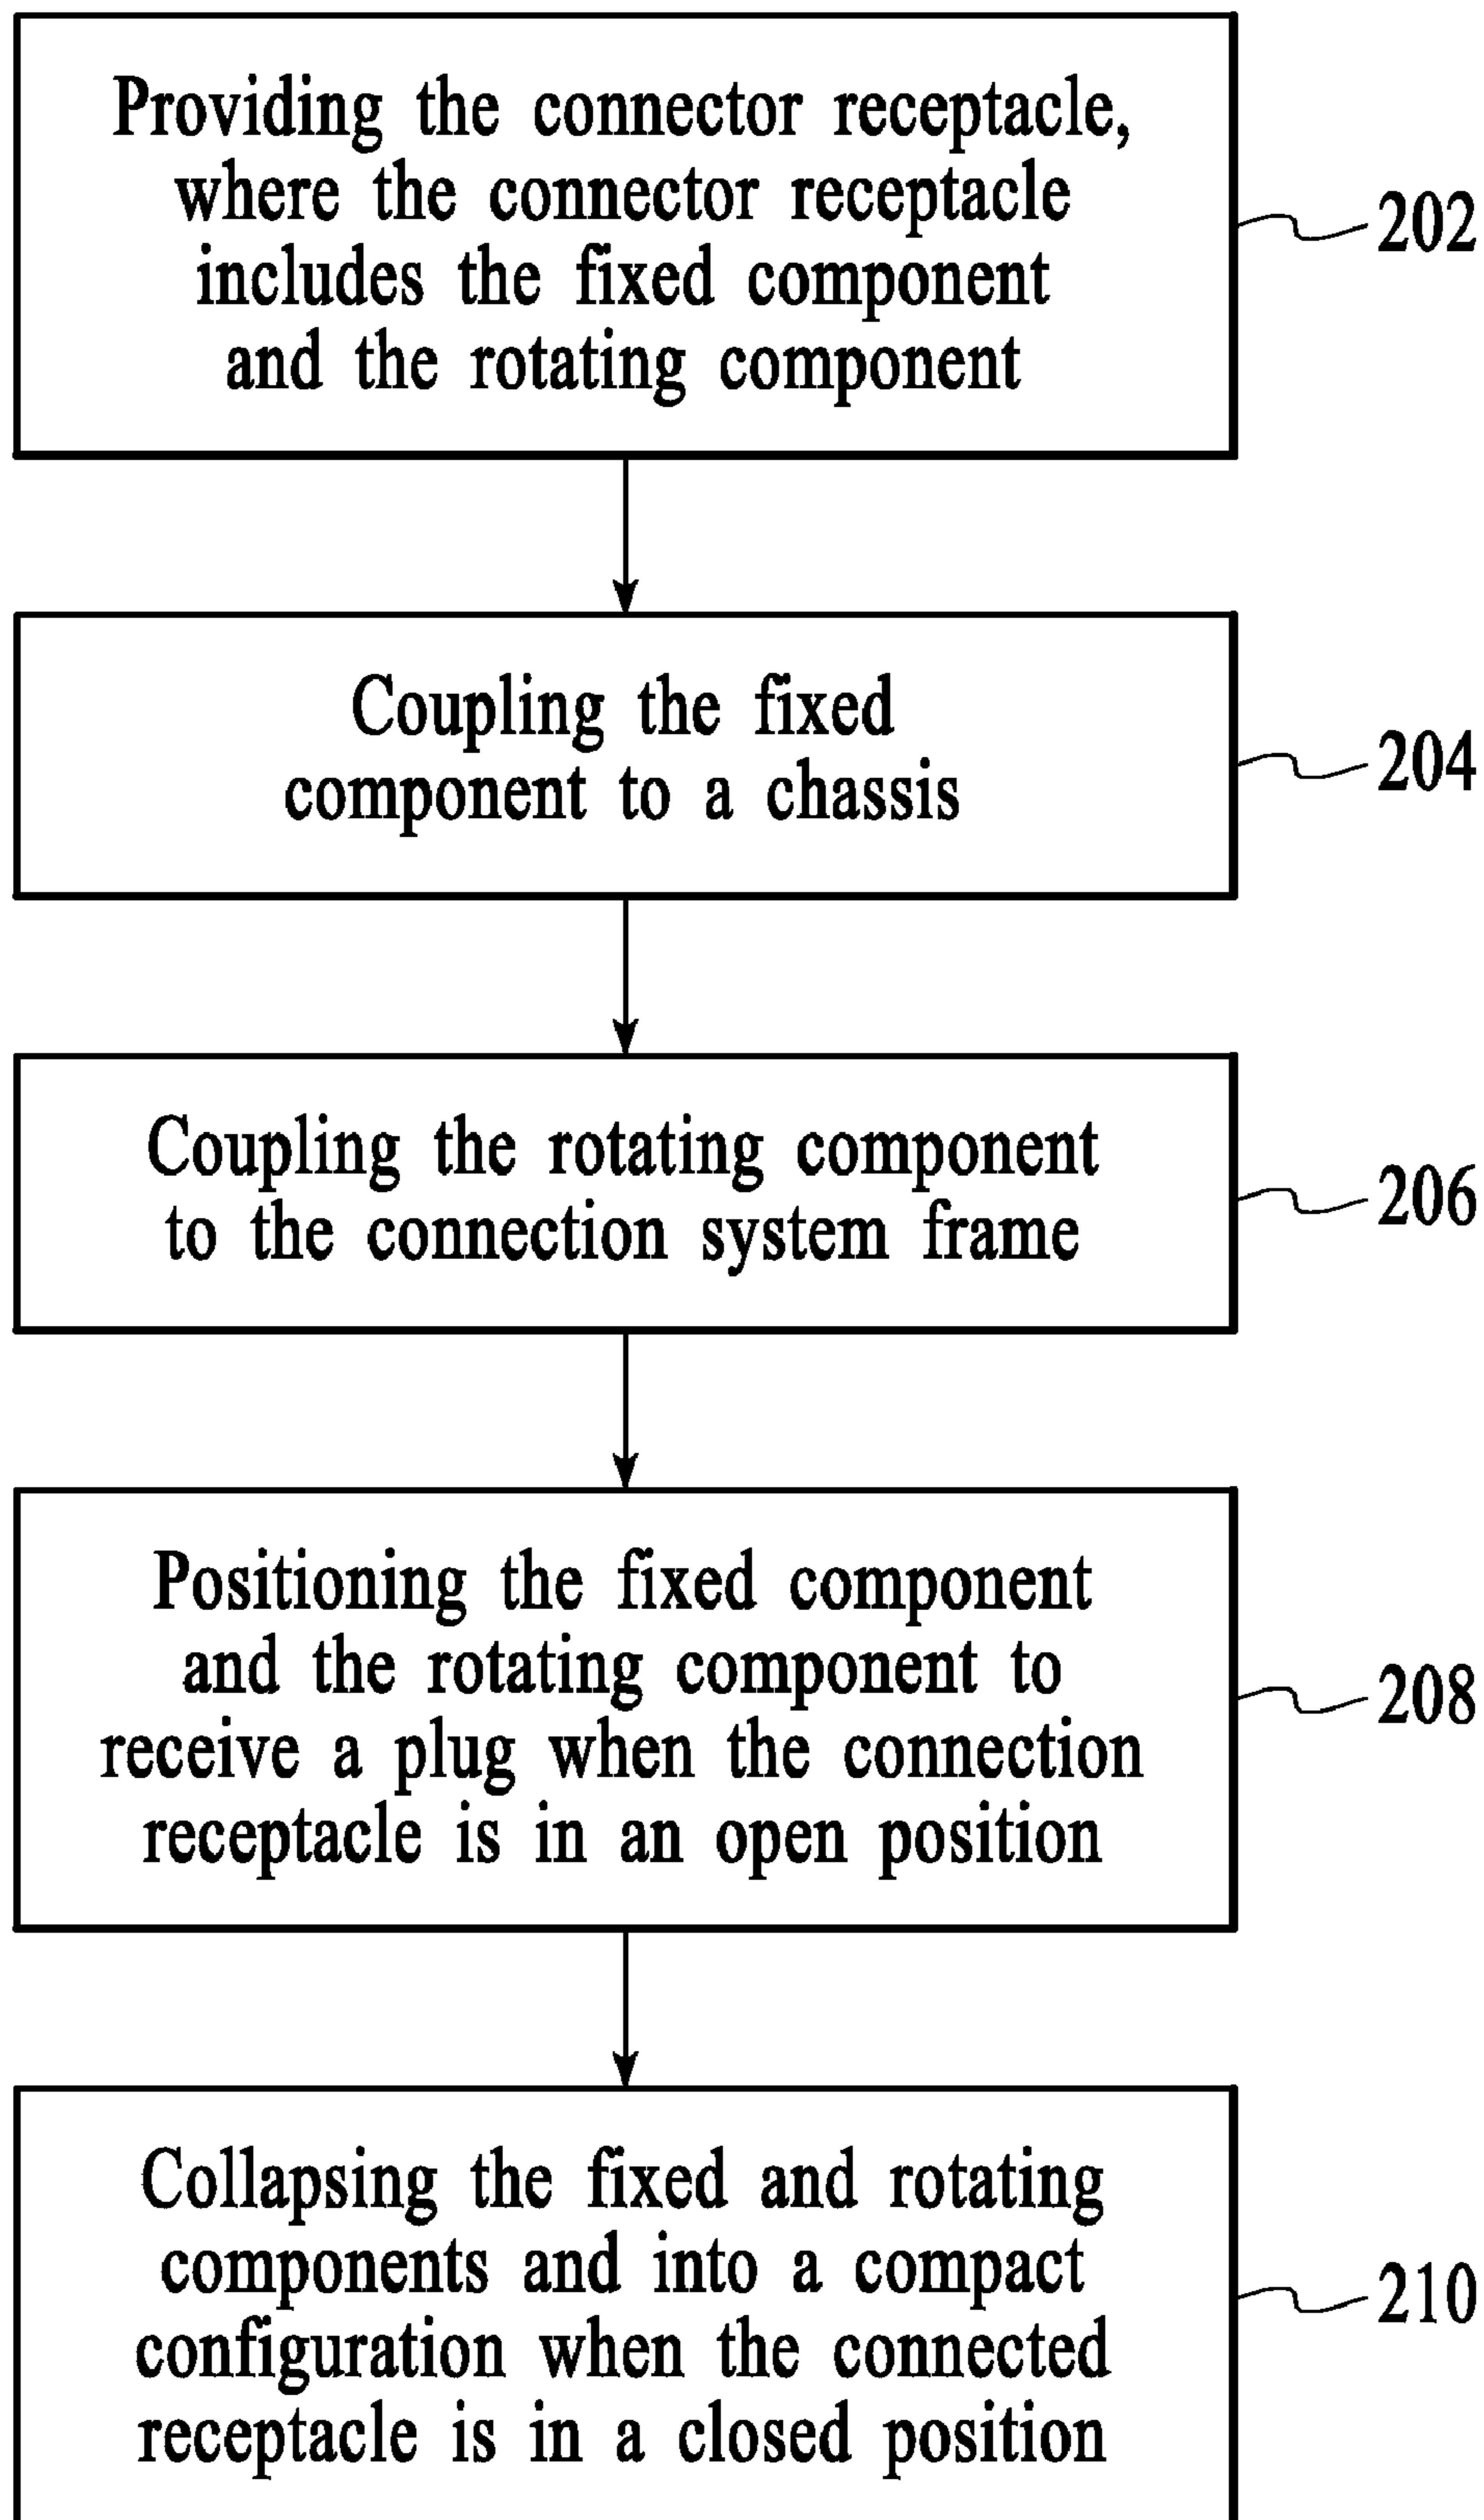 Providing the connector receptacle,
where the connector receptacle
includes the fixed component
and the rotating component
202
Coupling the fixed
component to a chassis
204
Coupling the rotating component
to the connection system frame
206
Positioning the fixed component
and the rotating component to
receive a plug when the connection
receptacle is in an open position
208
Collapsing the fixed and rotating
components and into a compact
configuration when the connected
receptacle is in a closed position
210